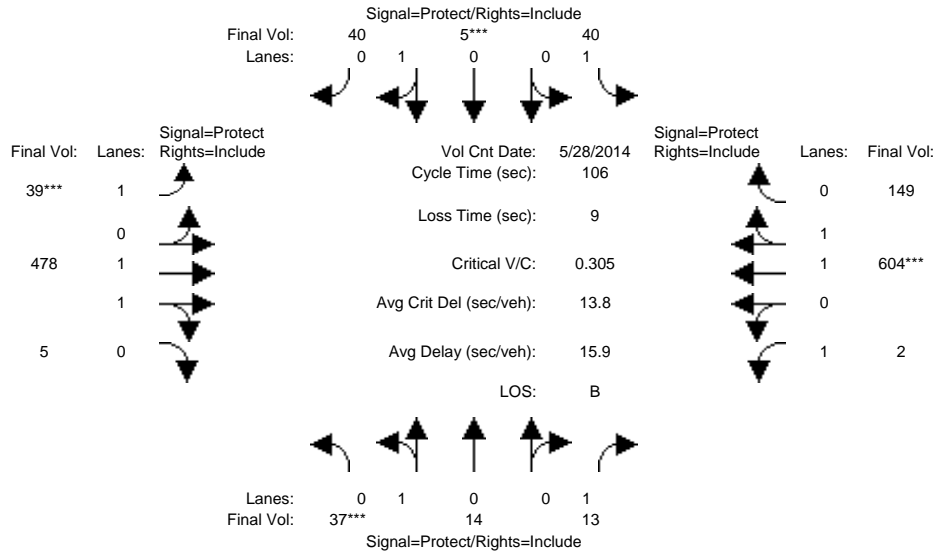 Signal=Protect/Rights=Include
Final Vol: 40 5*** 40
Lanes: 0 1 0 0 1
Signal=Protect Signal=Protect
Final Vol: Lanes: Rights=Include Vol Cnt Date: 5/28/2014 Rights=Include Lanes: Final Vol:
Cycle Time (sec): 106
39*** 1 0 149
Loss Time (sec): 9
0 1
478 1 Critical V/C: 0.305 1 604***
1 Avg Crit Del (sec/veh): 13.8 0
5 0 Avg Delay (sec/veh): 15.9 1 2
LOS: B
Lanes: 0 1 0 0 1
Final Vol: 37*** 14 13
Signal=Protect/Rights=Include